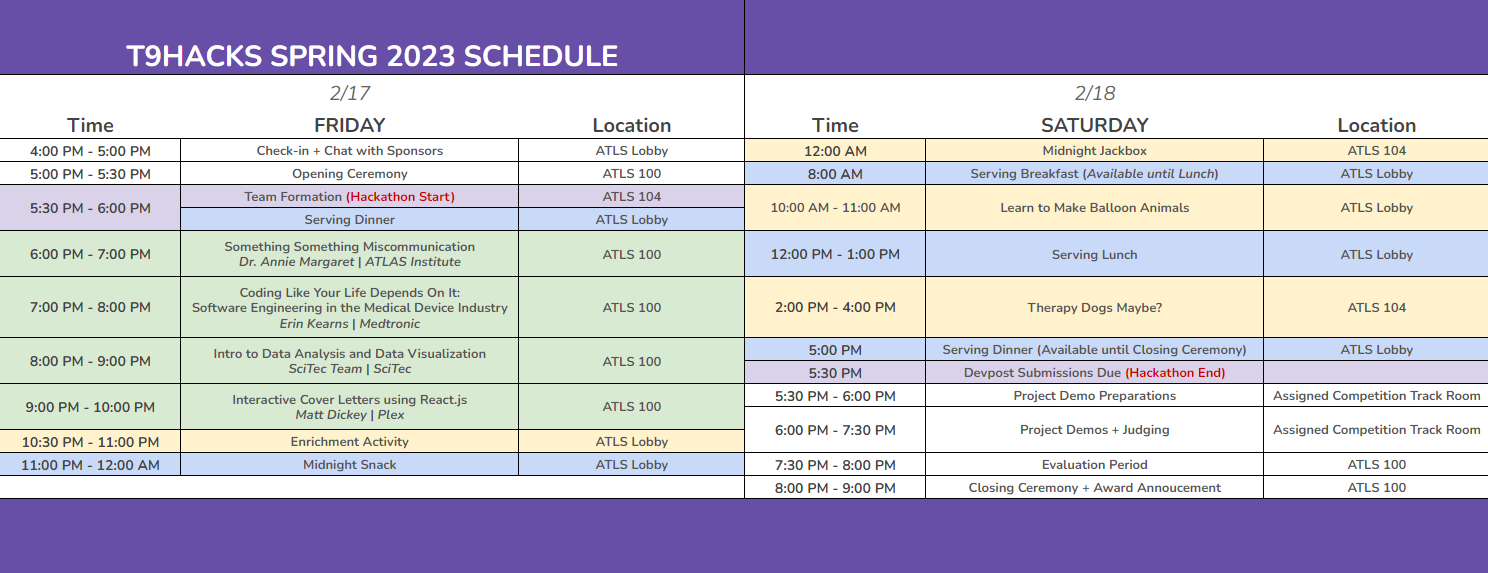 T9HACKS SPRING 2023 SCHEDULE
2/17
Time FRIDAY Location
4:00 PM - 5:00 PM Check-in + Chat with Sponsors ATLS Lobby
5:00 PM - 5:30 PM Opening Ceremony ATLS 100
5:30 PM - 6:00 PM Team Formation (Hackathon Start) ATLS 104
Serving Dinner ATLS Lobby
6:00 PM - 7:00 PM Something Something Miscommunication ATLS 100
Dr. Annie Margaret | ATLAS Institute
7:00 PM - 8:00 PM Coding Like Your Life Depends On It: ATLS 100
Software Engineering in the Medical Device Industry
Erin Kearns | Medtronic
8:00 PM - 9:00 PM Intro to Data Analysis and Data Visualization ATLS 100
SciTec Team | SciTec
9:00 PM - 10:00 PM Interactive Cover Letters using React.js ATLS 100
Matt Dickey | Plex
10:30 PM - 11:00 PM Enrichment Activity ATLS Lobby
11:00 PM - 12:00 AM Midnight Snack ATLS Lobby
2/18
Time SATURDAY Location
12:00 AM Midnight Jackbox ATLS 104
8:00 AM Serving Breakfast (Available until Lunch) ATLS Lobby
10:00 AM - 11:00 AM Learn to Make Balloon Animals ATLS Lobby
12:00 PM - 1:00 PM Serving Lunch ATLS Lobby
2:00 PM - 4:00 PM Therapy Dogs Maybe? ATLS 104
5:00 PM Serving Dinner (Available until Closing Ceremony) ATLS Lobby
5:30 PM Devpost Submissions Due (Hackathon End)
5:30 PM - 6:00 PM Project Demo Preparations Assigned Competition Track Room
6:00 PM - 7:30 PM Project Demos + Judging Assigned Competition Track Room
7:30 PM - 8:00 PM Evaluation Period ATLS 100
8:00 PM - 9:00 PM Closing Ceremony + Award Annoucement ATLS 100